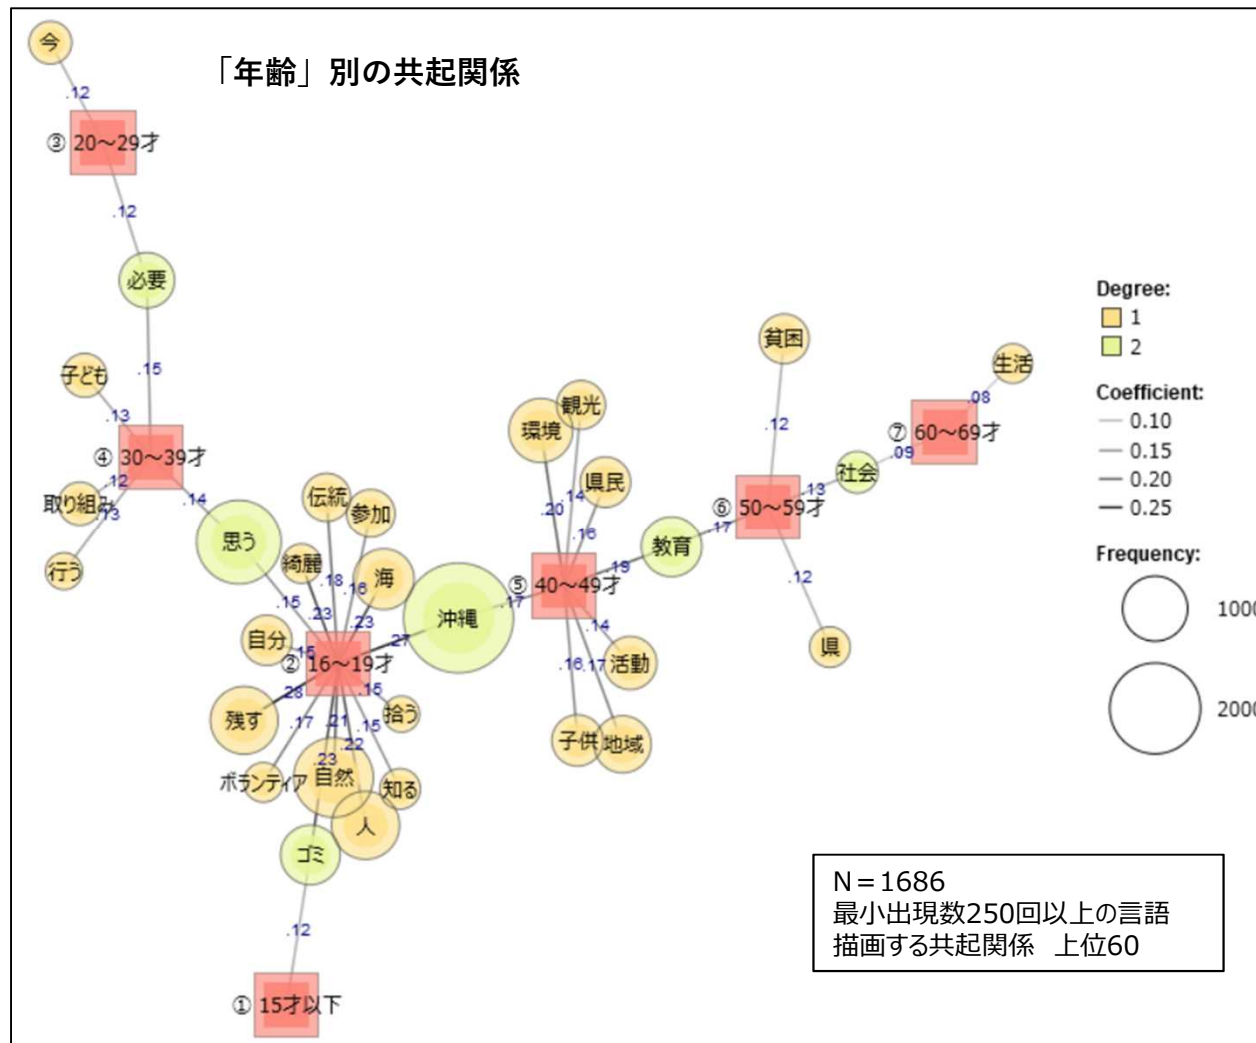 「年齢」別の共起関係
今
.12
③ 20～29才
.12
必要
.15
子ども
.13
④ 30～39才
.12
取り組み
.13
行う
.14
思う
.15
伝統
.18
参加
.16
綺麗
.23
海
.23
自分
.15
② 16～19才
.27
沖縄
.17
残す
.28
.17
ボランティア
.21
.23
自然
.22
人
.15
拾う
.15
知る
ゴミ
.12
① 15才以下
環境
.20
観光
.14
県民
.16
⑤ 40～49才
.19
教育
.17
.14
活動
.16
子供
.17
地域
貧困
.12
⑥ 50～59才
.13
社会
.09
⑦ 60～69才
.08
生活
.12
県
Degree:
1
2
Coefficient:
0.10
0.15
0.20
0.25
Frequency:
1000
2000
N＝1686
最小出現数250回以上の言語
描画する共起関係 上位60